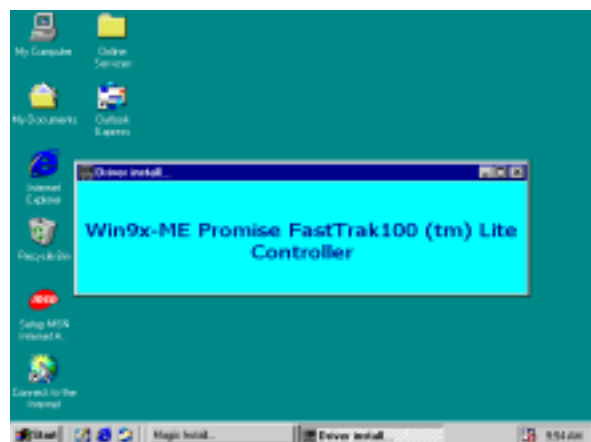 My Computer
Online
Services
My Documents
Outlook
Express
Internet
Explorer
Driver install...
Win9x-ME Promise FastTrak100 (tm) Lite
Controller
Recycle Bin
Setup MSN
Internet A...
Connect to the
Internet
Start
Magic Install...
Driver install...
9:54 AM